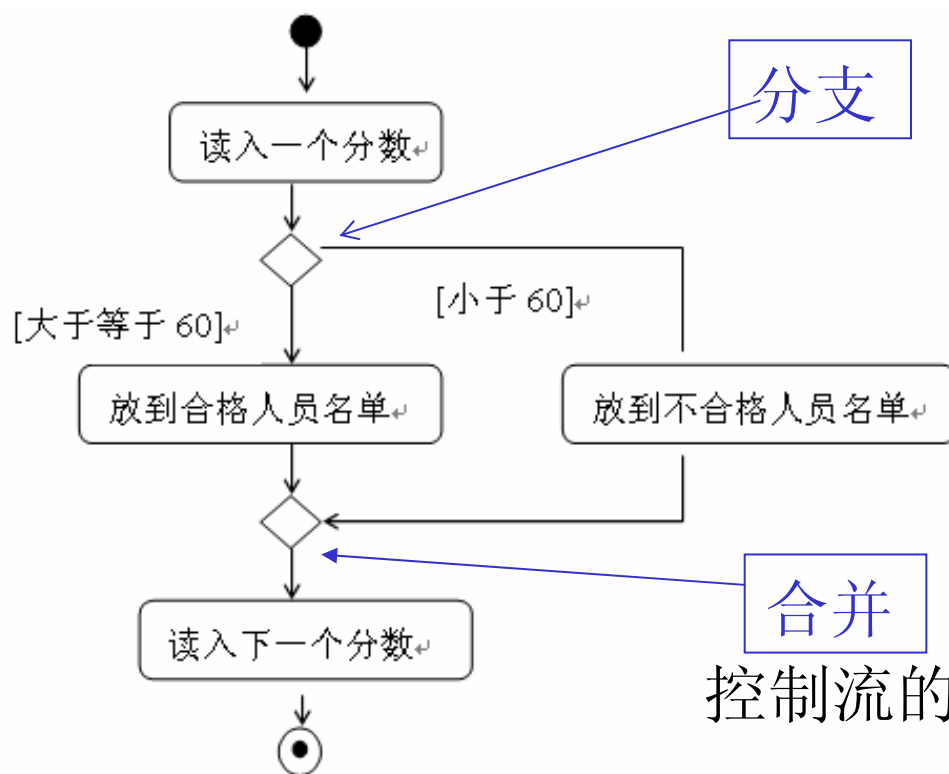 分支
读入一个分数↵
[小于 60]↵
[大于等于 60]↵
放到合格人员名单↵
放到不合格人员名单↵
合并
读入下一个分数↵
控制流的